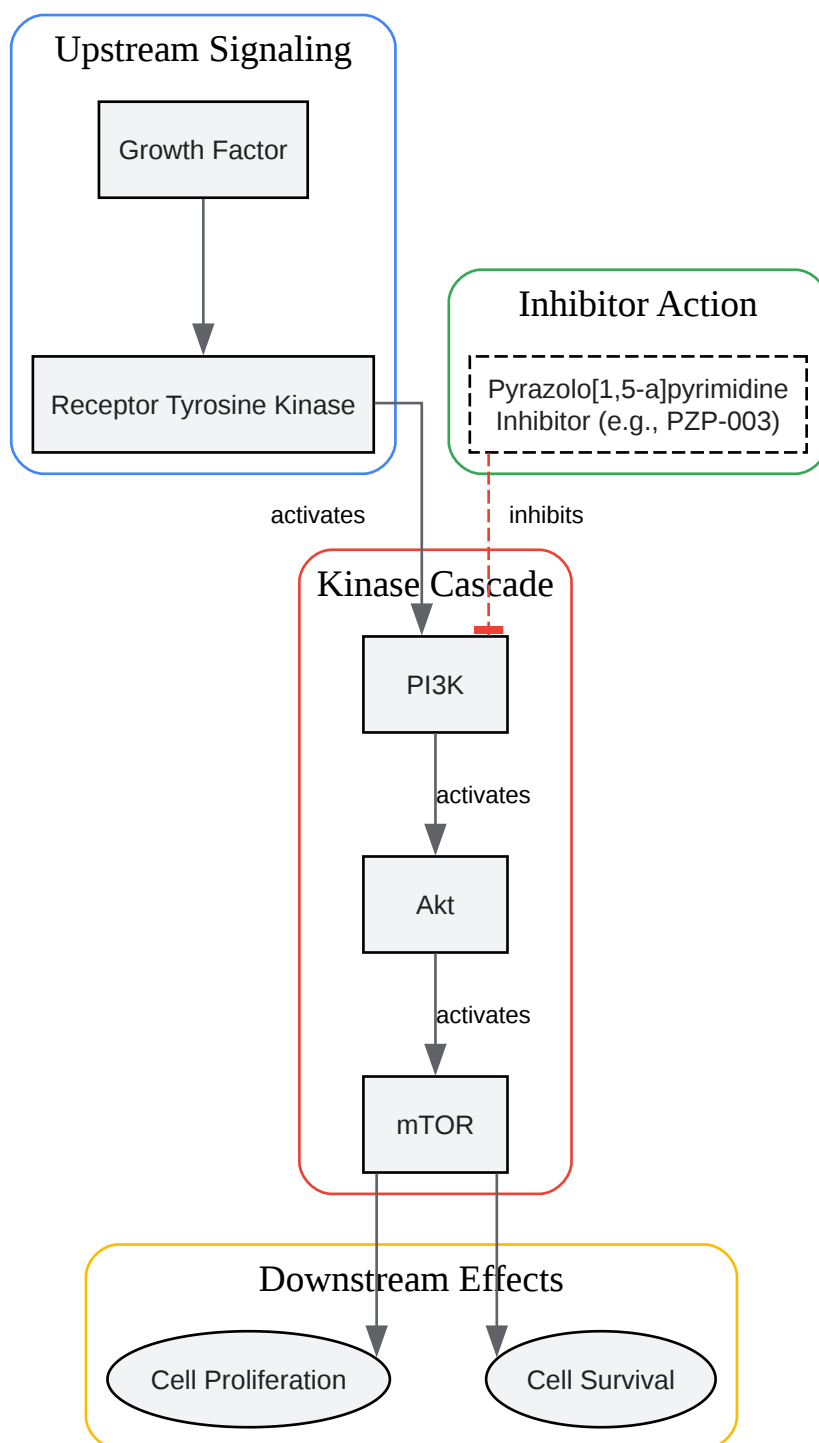 Upstream Signaling
Growth Factor
Receptor Tyrosine Kinase
Inhibitor Action
Pyrazolo[1,5-a]pyrimidine
Inhibitor (e.g., PZP-003)
activates
inhibits
Kinase Cascade
PI3K
activates
Akt
activates
mTOR
Downstream Effects
Cell Proliferation
Cell Survival